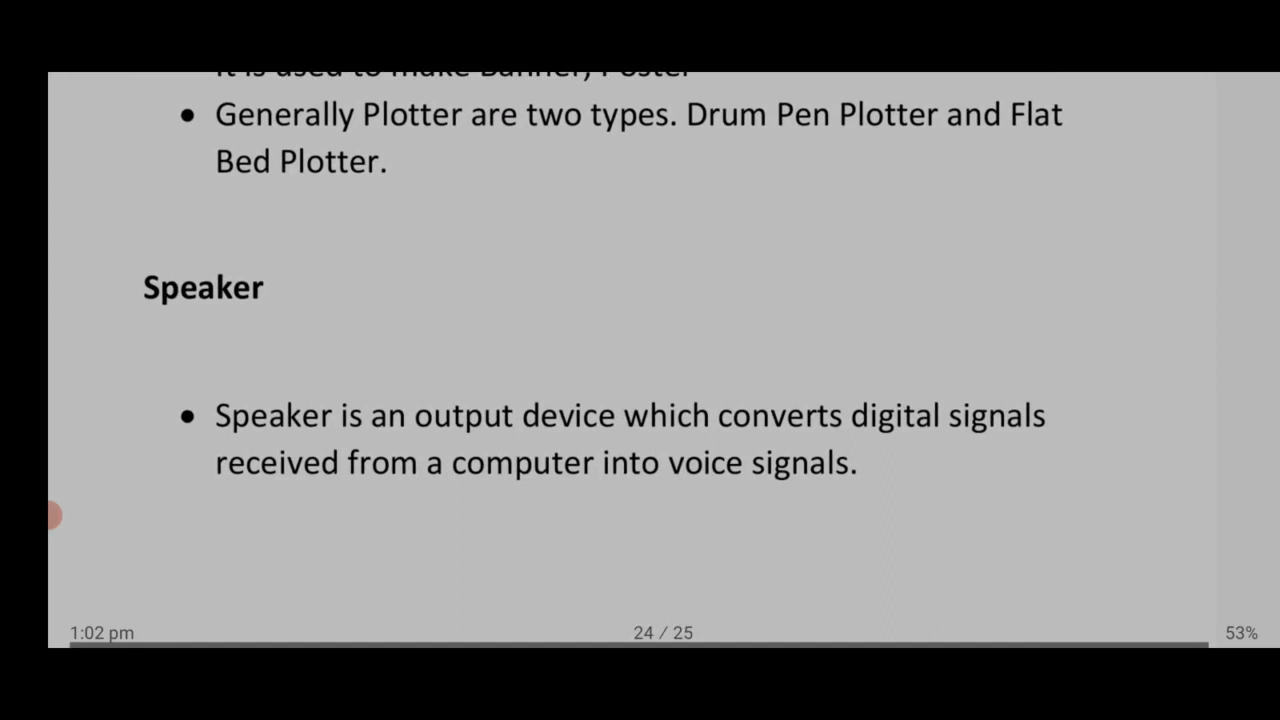 It is used to make Banner, Poster
• Generally Plotter are two types. Drum Pen Plotter and Flat
Bed Plotter.
Speaker
• Speaker is an output device which converts digital signals
received from a computer into voice signals.
1:02 pm 24 / 25 53%